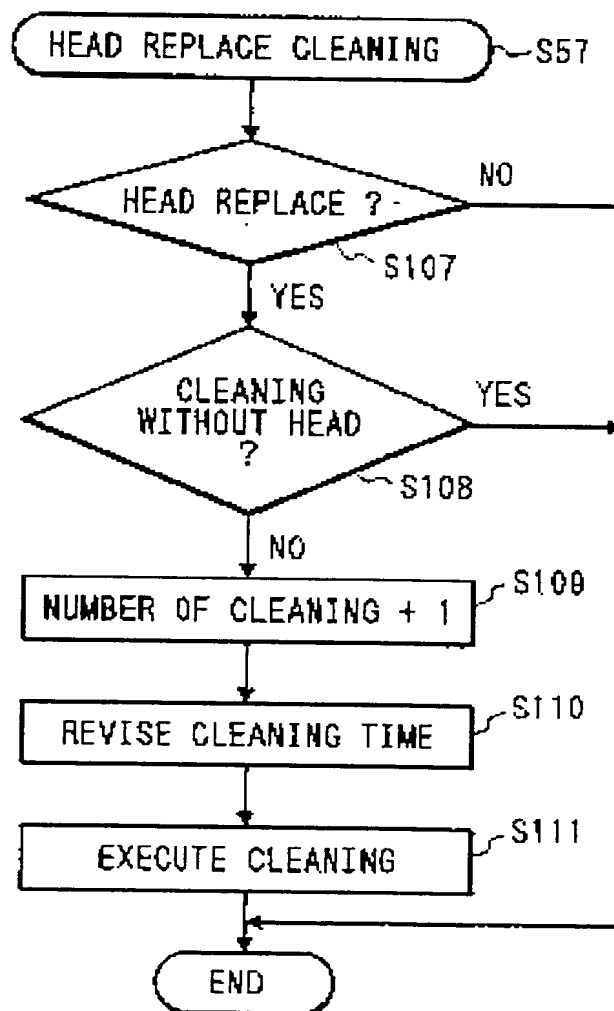 HEAD REPLACE CLEANING
S57
HEAD REPLACE ?
NO
S107
YES
CLEANING
WITHOUT HEAD
?
YES
S108
NO
NUMBER OF CLEANING + 1
S109
REVISE CLEANING TIME
S110
EXECUTE CLEANING
S111
END